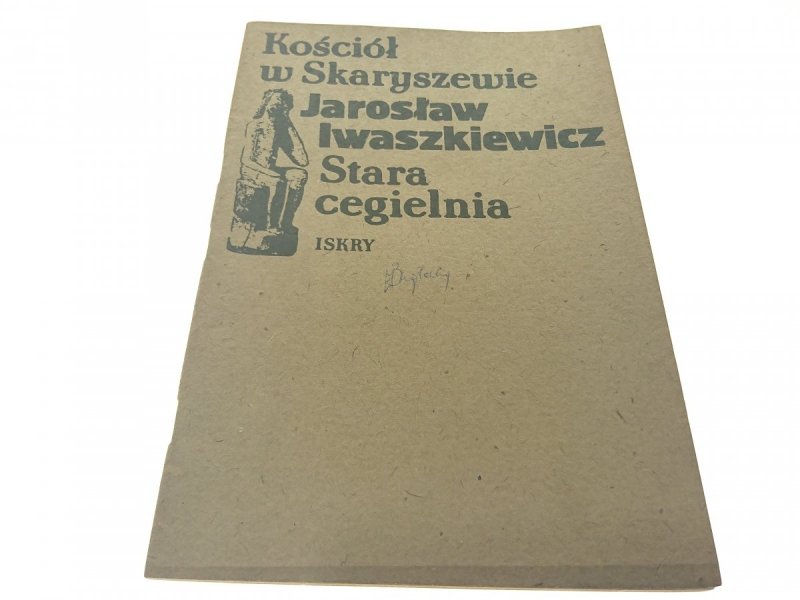 Kościół
w Skaryszewie
Jarosław
Iwaszkiewicz
Stara
cegielnia
ISKRY